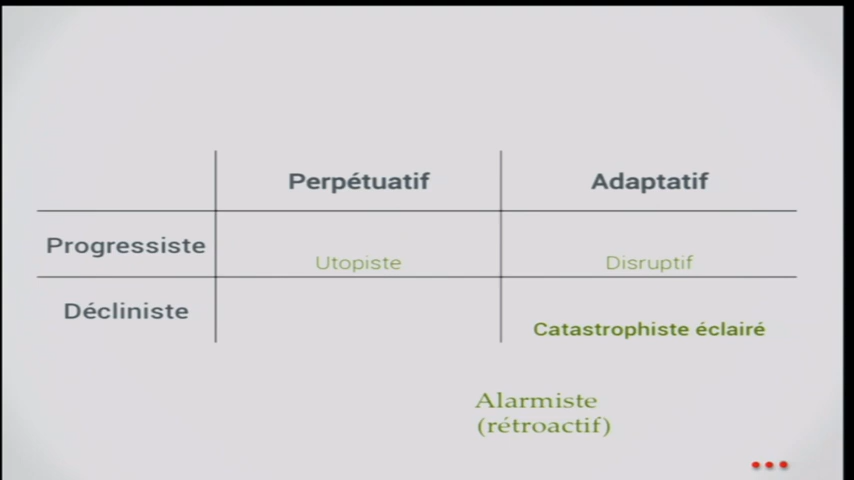 Perpétuatif Adaptatif
Progressiste
Utopiste Disruptif
Décliniste
Catastrophiste éclairé
Alarmiste
(rétroactif)